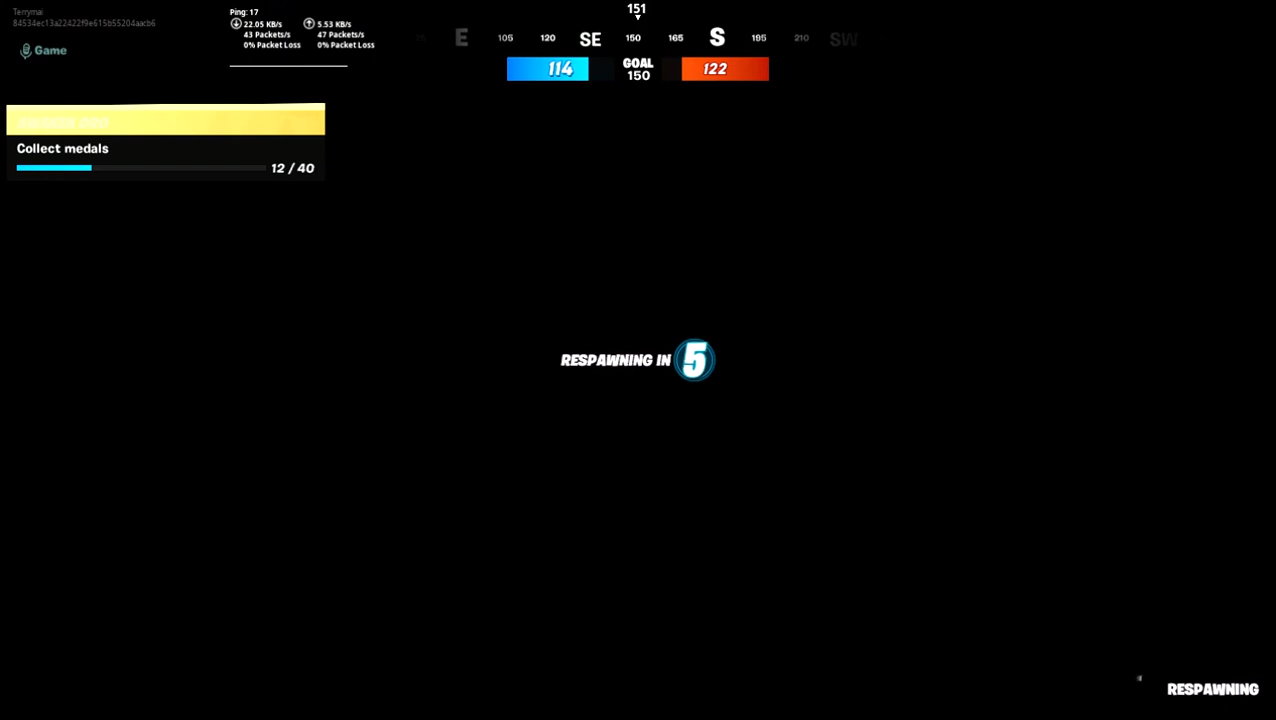 Terrymai
84534ec13a22422f9e615b55204aacb6
Game
Ping: 17
22.05 KB/s 5.53 KB/s
43 Packets/s 47 Packets/s
0% Packet Loss 0% Packet Loss
151
E 105 120 SE 150 165 S 195 210 SW
114 GOAL 150 122
Collect medals
12 / 40
RESPAWNING IN 5
RESPAWNING